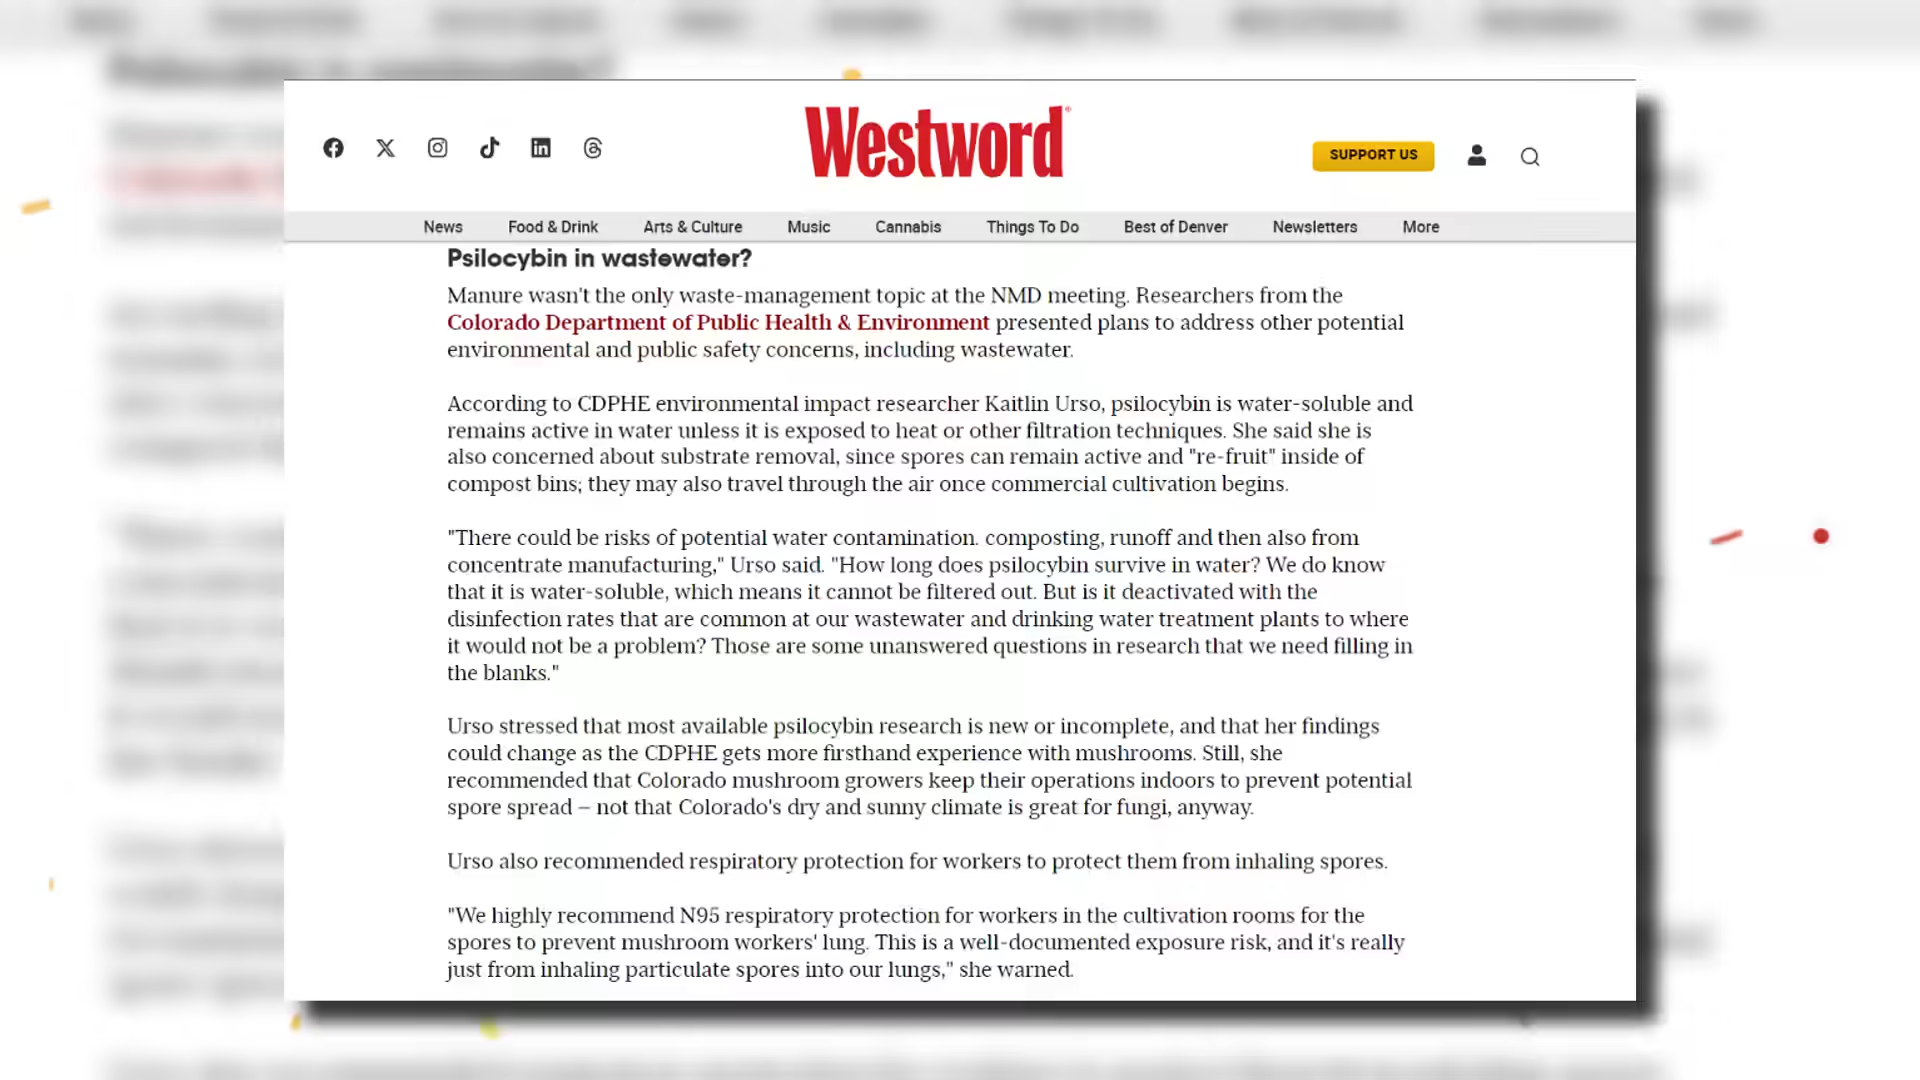 Westword
SUPPORT US
News Food & Drink Arts & Culture Music Cannabis Things To Do Best of Denver Newsletters More
Psilocybin in wastewater?
Manure wasn't the only waste-management topic at the NMD meeting. Researchers from the
Colorado Department of Public Health & Environment presented plans to address other potential
environmental and public safety concerns, including wastewater.
According to CDPHE environmental impact researcher Kaitlin Urso, psilocybin is water-soluble and
remains active in water unless it is exposed to heat or other filtration techniques. She said she is
also concerned about substrate removal, since spores can remain active and "re-fruit" inside of
compost bins; they may also travel through the air once commercial cultivation begins.
"There could be risks of potential water contamination. composting, runoff and then also from
concentrate manufacturing," Urso said. "How long does psilocybin survive in water? We do know
that it is water-soluble, which means it cannot be filtered out. But is it deactivated with the
disinfection rates that are common at our wastewater and drinking water treatment plants to where
it would not be a problem? Those are some unanswered questions in research that we need filling in
the blanks."
Urso stressed that most available psilocybin research is new or incomplete, and that her findings
could change as the CDPHE gets more firsthand experience with mushrooms. Still, she
recommended that Colorado mushroom growers keep their operations indoors to prevent potential
spore spread – not that Colorado's dry and sunny climate is great for fungi, anyway.
Urso also recommended respiratory protection for workers to protect them from inhaling spores.
"We highly recommend N95 respiratory protection for workers in the cultivation rooms for the
spores to prevent mushroom workers' lung. This is a well-documented exposure risk, and it's really
just from inhaling particulate spores into our lungs," she warned.